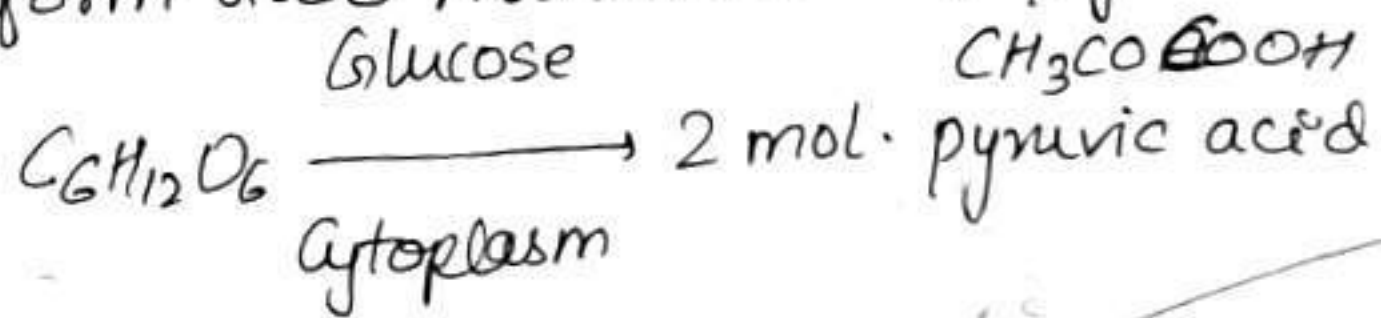 Glucose CH₃COCOOH
C₆H₁₂O₆ ⟶ 2 mol. pyruvic acid
Cytoplasm